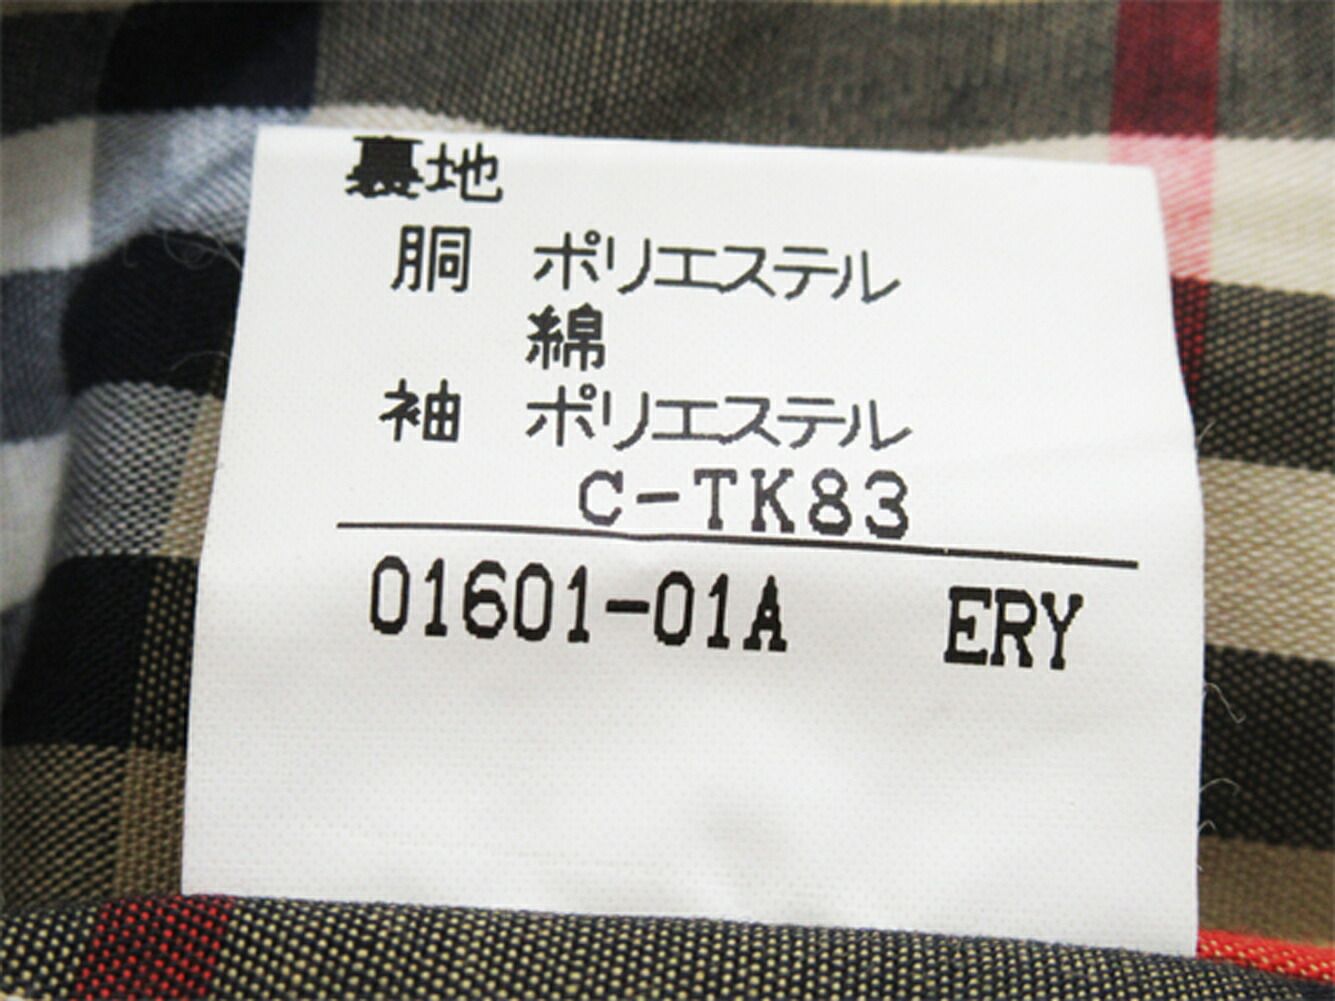 裏地
胴 ポリエステル
綿
袖 ポリエステル
C-TK83
01601-01A ERY